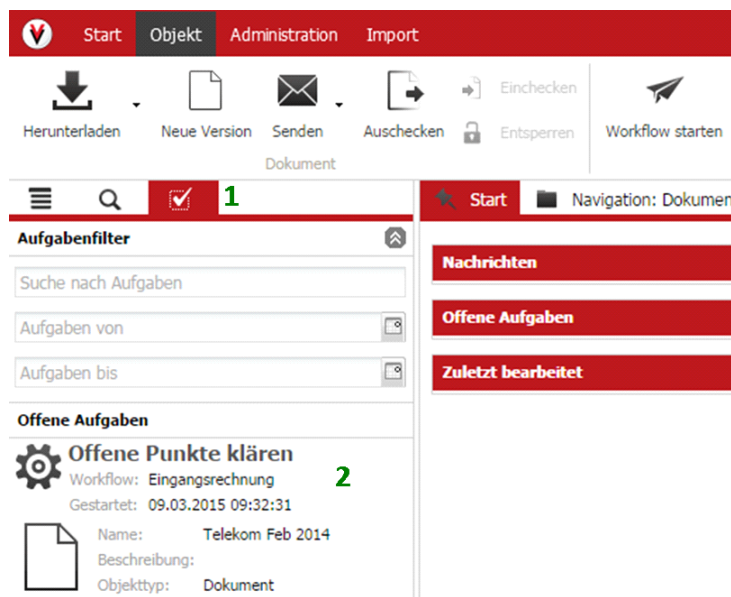 Start Objekt Administration Import
Herunterladen Neue Version Senden Auschecken Einchecken Entsperren Workflow starten
Dokument
1 Start Navigation: Dokumen
Aufgabenfilter
Suche nach Aufgaben
Aufgaben von
Aufgaben bis
Offene Aufgaben
Offene Punkte klären
Workflow: Eingangsrechnung 2
Gestartet: 09.03.2015 09:32:31
Name: Telekom Feb 2014
Beschreibung:
Objekttyp: Dokument
Nachrichten
Offene Aufgaben
Zuletzt bearbeitet